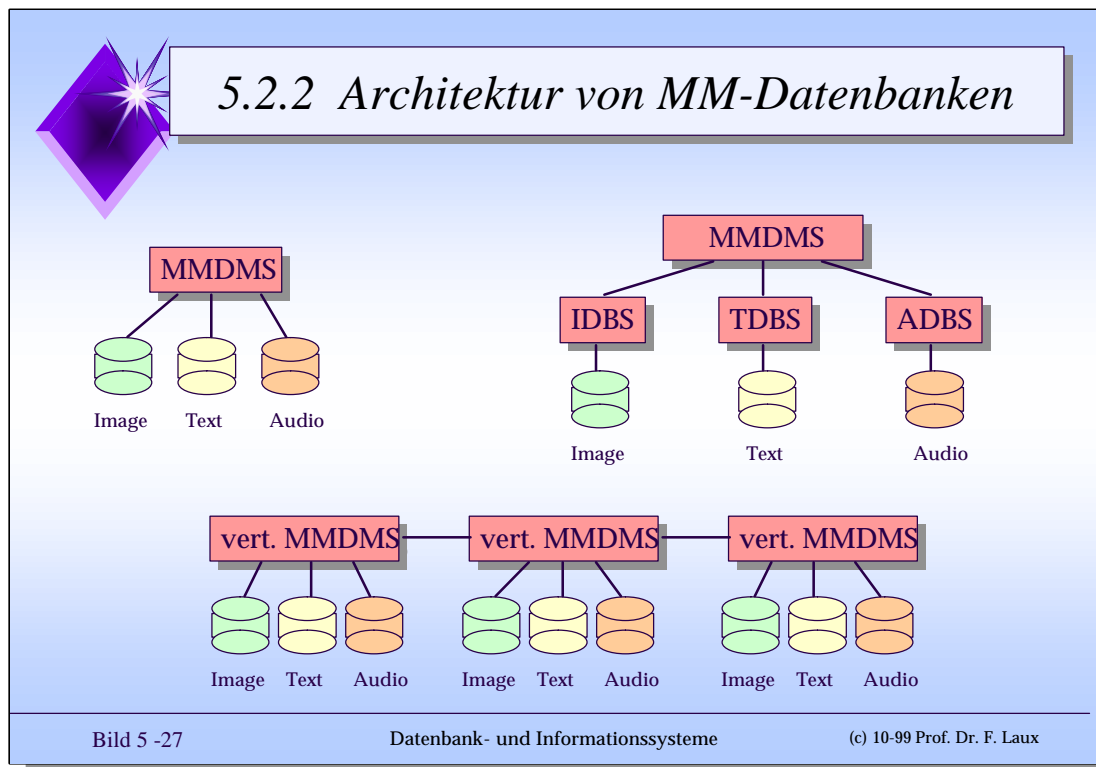 5.2.2 Architektur von MM-Datenbanken
MMDMS
Image Text Audio
MMDMS
IDBS TDBS ADBS
Image Text Audio
vert. MMDMS vert. MMDMS vert. MMDMS
Image Text Audio Image Text Audio Image Text Audio
Bild 5 -27 Datenbank- und Informationssysteme (c) 10-99 Prof. Dr. F. Laux